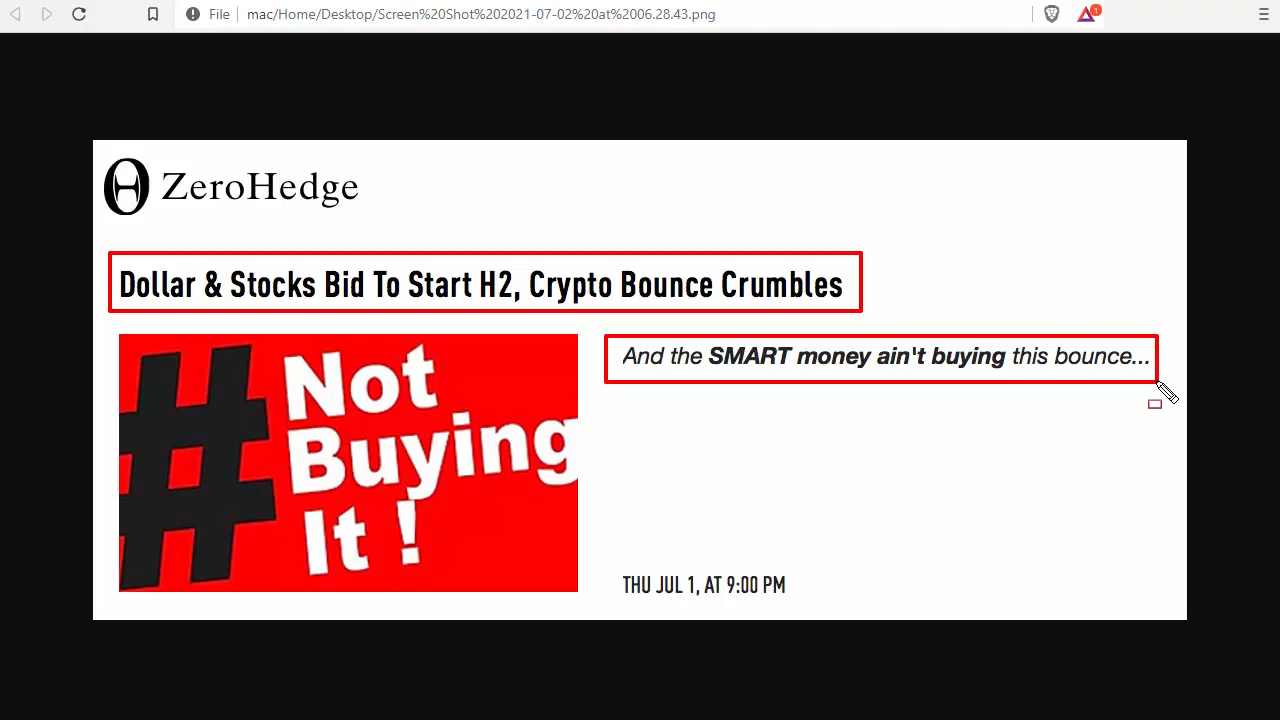 File mac/Home/Desktop/Screen%20Shot%202021-07-02%20at%2006.28.43.png 1
ZeroHedge
Dollar & Stocks Bid To Start H2, Crypto Bounce Crumbles
And the SMART money ain't buying this bounce...
# Not
Buying
It !
THU JUL 1, AT 9:00 PM